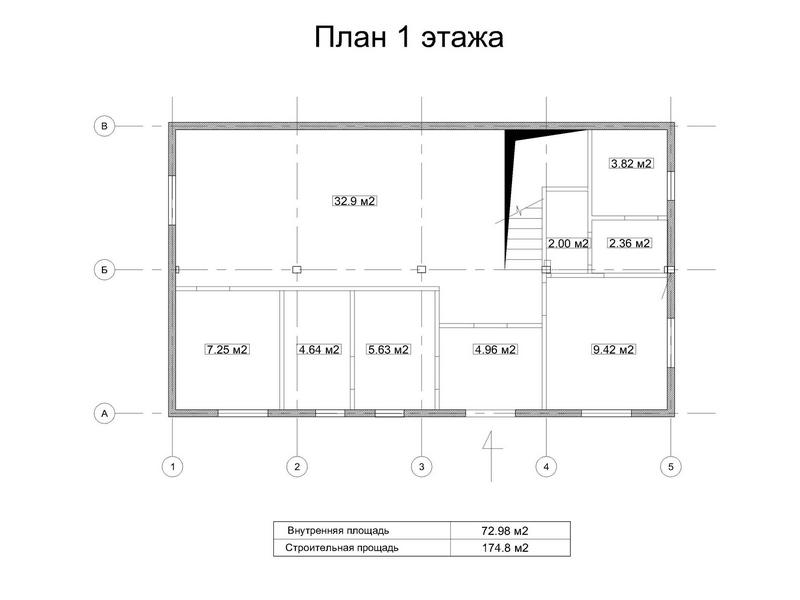 План 1 этажа
В
3.82 м2
32.9 м2
2.00 м2
2.36 м2
Б
7.25 м2
4.64 м2
5.63 м2
4.96 м2
9.42 м2
А
1
2
3
4
5
Внутренняя площадь 72.98 м2
Строительная прощадь 174.8 м2